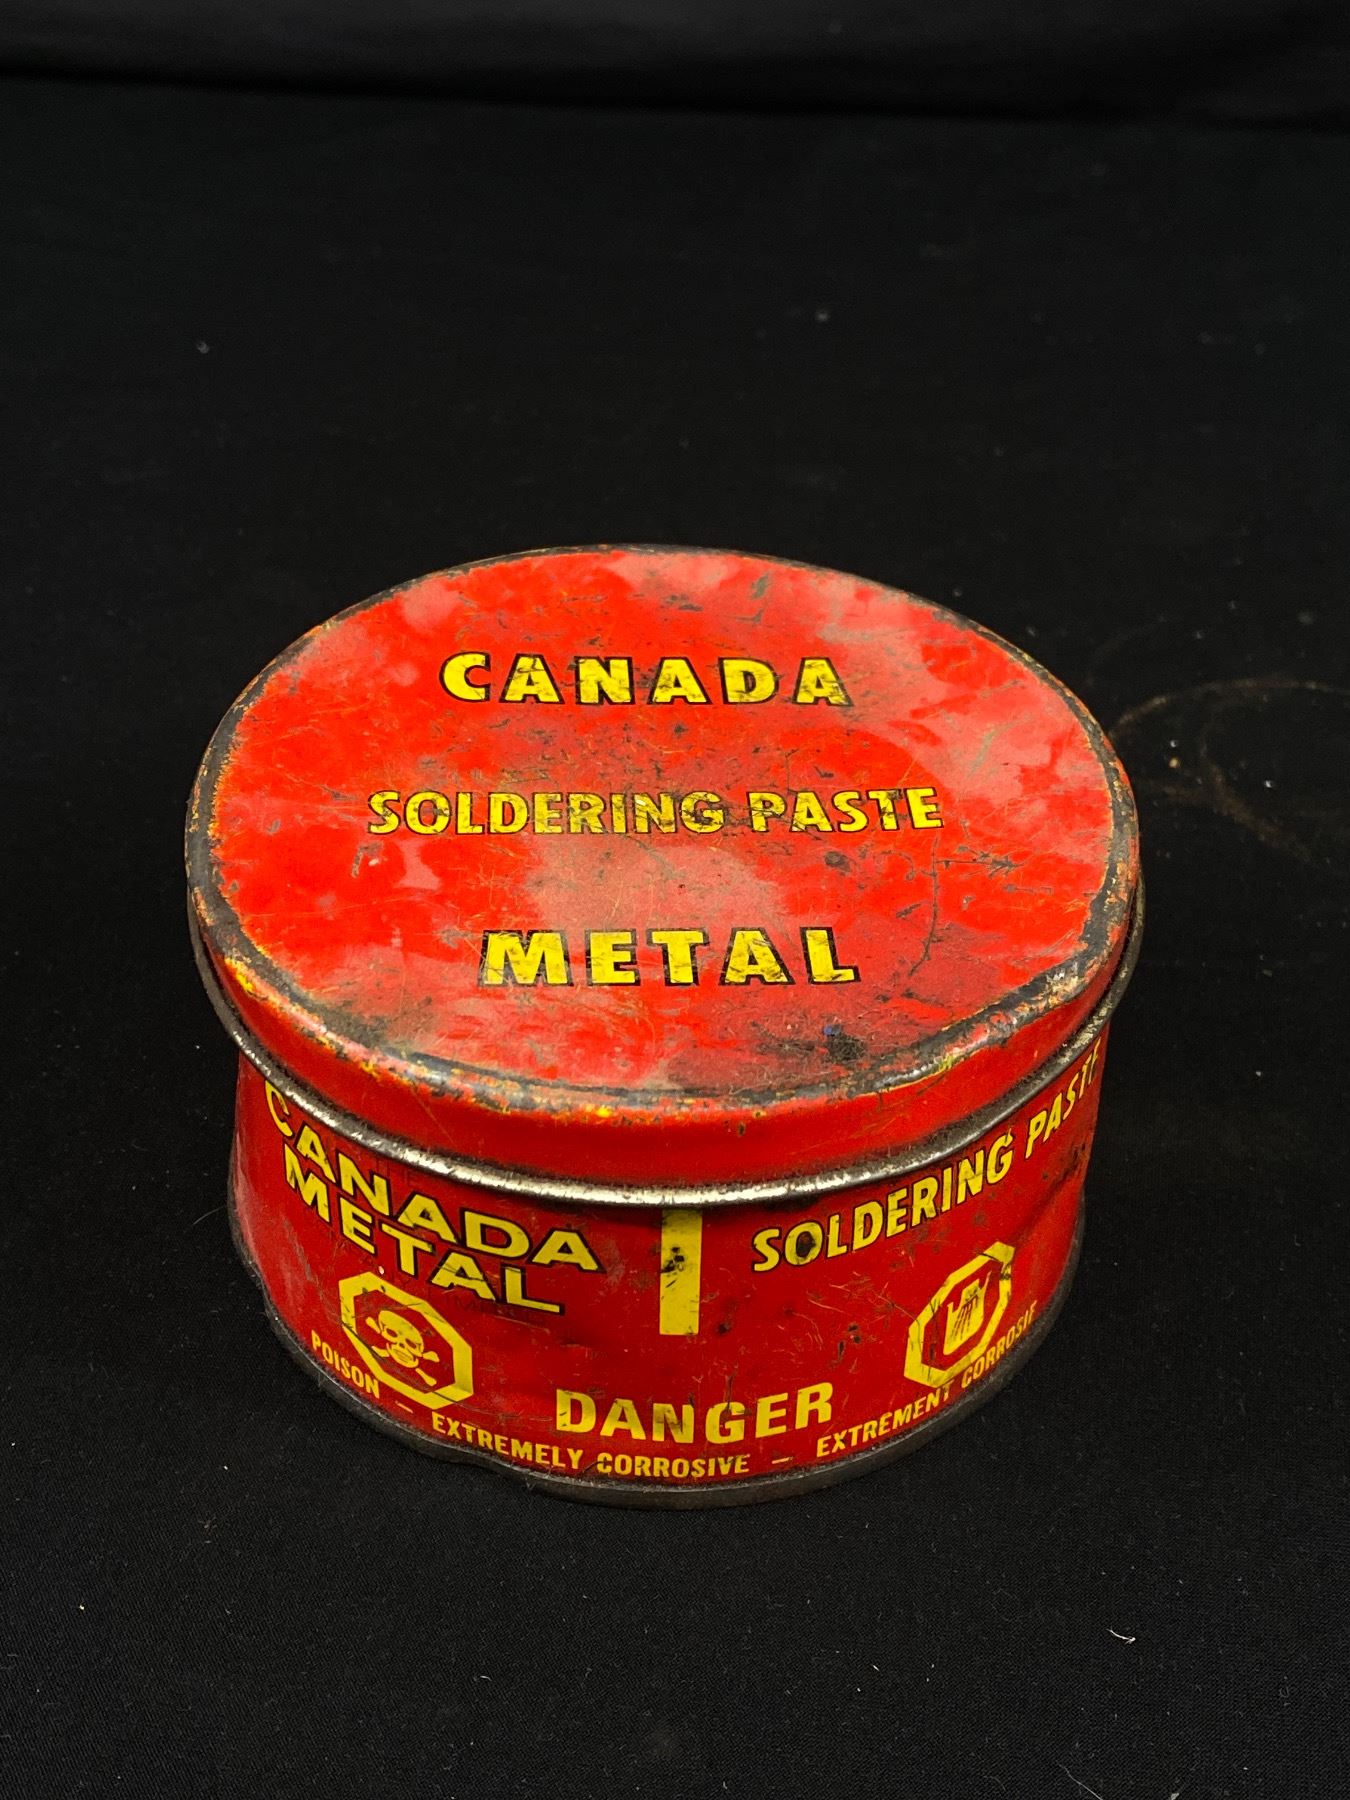 CANADA
SOLDERING PASTE
METAL
CANADA
METAL
SOLDERING PASTE
DANGER
POISON - EXTREMELY CORROSIVE - EXTREMENT CORROSIF